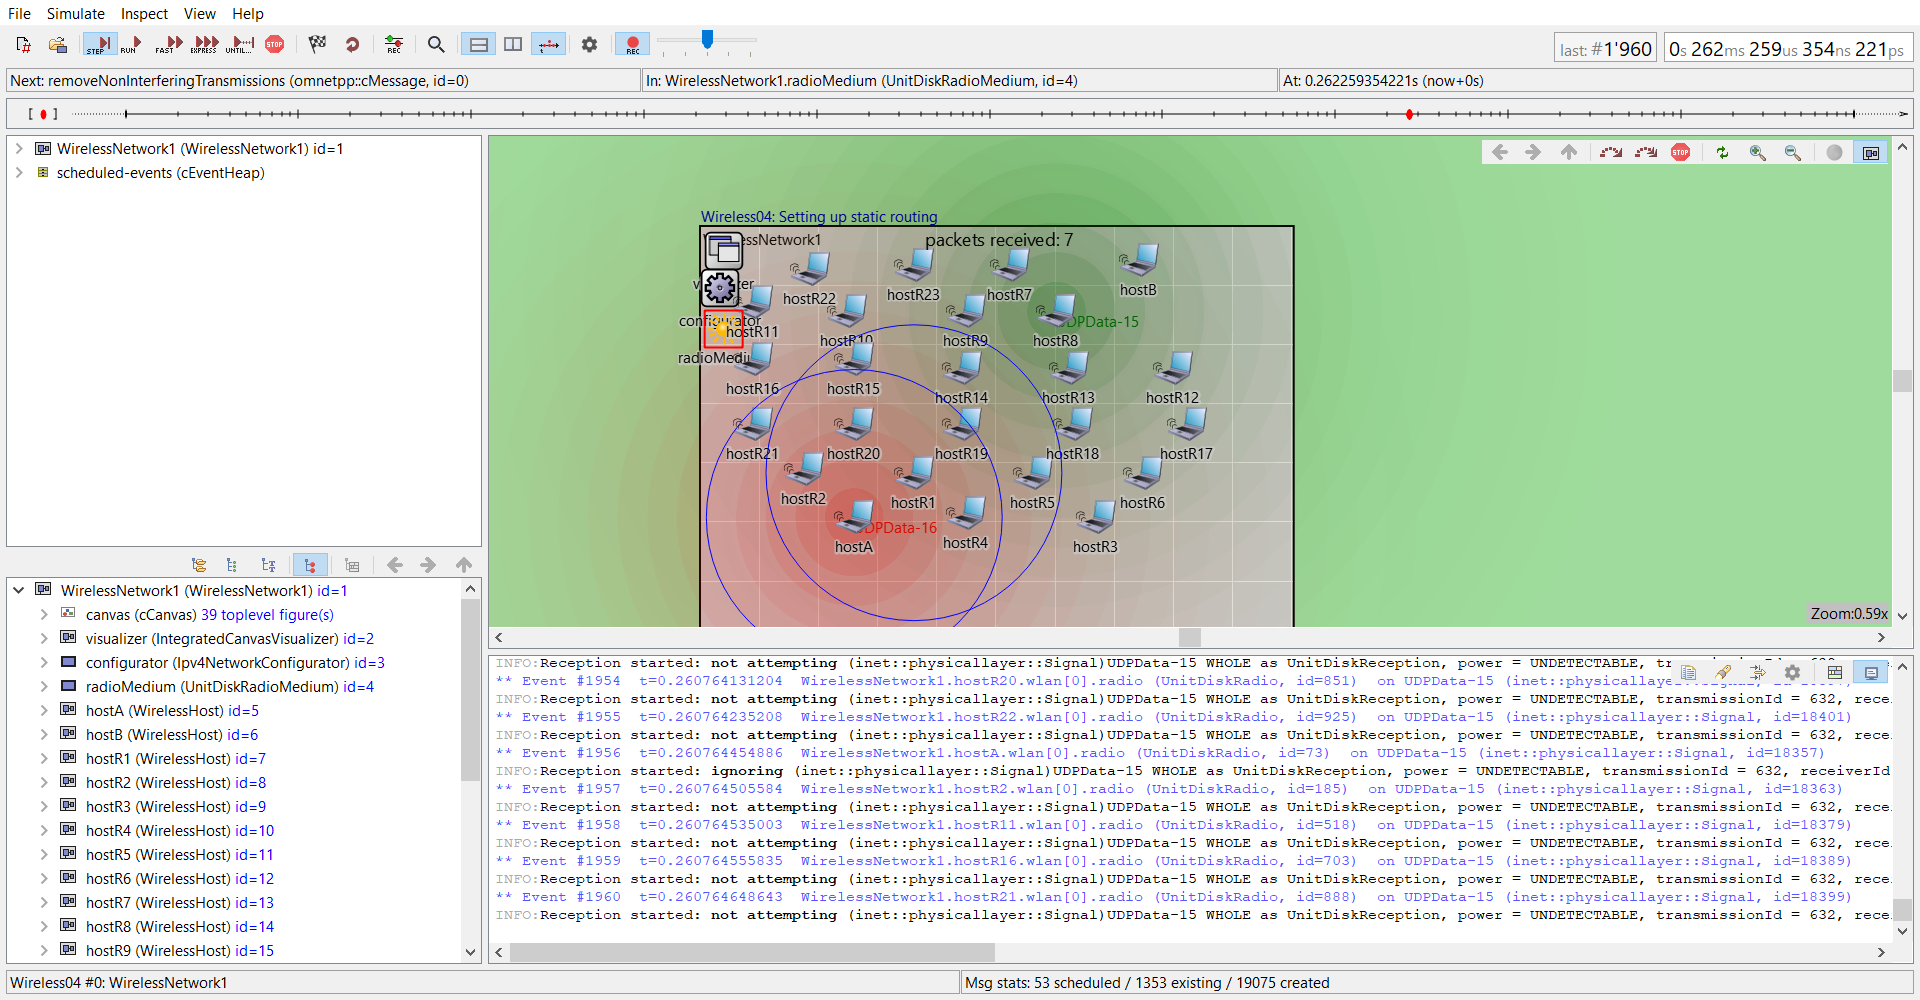 File Simulate Inspect View Help
STEP RUN FAST EXPRESS UNTIL... STOP REC REC
last: #1'960 0s 262ms 259us 354ns 221ps
Next: removeNonInterferingTransmissions (omnetpp::cMessage, id=0) In: WirelessNetwork1.radioMedium (UnitDiskRadioMedium, id=4) At: 0.262259354221s (now+0s)
WirelessNetwork1 (WirelessNetwork1) id=1
scheduled-events (cEventHeap)
WirelessNetwork1 (WirelessNetwork1) id=1
canvas (cCanvas) 39 toplevel figure(s)
visualizer (IntegratedCanvasVisualizer) id=2
configurator (Ipv4NetworkConfigurator) id=3
radioMedium (UnitDiskRadioMedium) id=4
hostA (WirelessHost) id=5
hostB (WirelessHost) id=6
hostR1 (WirelessHost) id=7
hostR2 (WirelessHost) id=8
hostR3 (WirelessHost) id=9
hostR4 (WirelessHost) id=10
hostR5 (WirelessHost) id=11
hostR6 (WirelessHost) id=12
hostR7 (WirelessHost) id=13
hostR8 (WirelessHost) id=14
hostR9 (WirelessHost) id=15
STOP
Wireless04: Setting up static routing
essNetwork1 packets received: 7
hostR22 hostR23 hostR7 hostB
configurator hostR11 hostR10 hostR9 hostR8 UDPData-15
radioMedi hostR16 hostR15 hostR14 hostR13 hostR12
hostR21 hostR20 hostR19 hostR18 hostR17
hostR2 hostR1 hostR5 hostR6
hostA UDPData-16 hostR4 hostR3
Zoom:0.59x
INFO:Reception started: not attempting (inet::physicallayer::Signal)UDPData-15 WHOLE as UnitDiskReception, power = UNDETECTABLE,
** Event #1954 t=0.260764131204 WirelessNetwork1.hostR20.wlan[0].radio (UnitDiskRadio, id=851) on UDPData-15 (inet::physicallayer::Signal,
INFO:Reception started: not attempting (inet::physicallayer::Signal)UDPData-15 WHOLE as UnitDiskReception, power = UNDETECTABLE, transmissionId = 632, rece
** Event #1955 t=0.260764235208 WirelessNetwork1.hostR22.wlan[0].radio (UnitDiskRadio, id=925) on UDPData-15 (inet::physicallayer::Signal, id=18401)
INFO:Reception started: not attempting (inet::physicallayer::Signal)UDPData-15 WHOLE as UnitDiskReception, power = UNDETECTABLE, transmissionId = 632, rece
** Event #1956 t=0.260764454886 WirelessNetwork1.hostA.wlan[0].radio (UnitDiskRadio, id=73) on UDPData-15 (inet::physicallayer::Signal, id=18357)
INFO:Reception started: ignoring (inet::physicallayer::Signal)UDPData-15 WHOLE as UnitDiskReception, power = UNDETECTABLE, transmissionId = 632, receiverId
** Event #1957 t=0.260764505584 WirelessNetwork1.hostR2.wlan[0].radio (UnitDiskRadio, id=185) on UDPData-15 (inet::physicallayer::Signal, id=18363)
INFO:Reception started: not attempting (inet::physicallayer::Signal)UDPData-15 WHOLE as UnitDiskReception, power = UNDETECTABLE, transmissionId = 632, rece
** Event #1958 t=0.260764535003 WirelessNetwork1.hostR11.wlan[0].radio (UnitDiskRadio, id=518) on UDPData-15 (inet::physicallayer::Signal, id=18379)
INFO:Reception started: not attempting (inet::physicallayer::Signal)UDPData-15 WHOLE as UnitDiskReception, power = UNDETECTABLE, transmissionId = 632, rece
** Event #1959 t=0.260764555835 WirelessNetwork1.hostR16.wlan[0].radio (UnitDiskRadio, id=703) on UDPData-15 (inet::physicallayer::Signal, id=18389)
INFO:Reception started: not attempting (inet::physicallayer::Signal)UDPData-15 WHOLE as UnitDiskReception, power = UNDETECTABLE, transmissionId = 632, rece
** Event #1960 t=0.260764648643 WirelessNetwork1.hostR21.wlan[0].radio (UnitDiskRadio, id=888) on UDPData-15 (inet::physicallayer::Signal, id=18399)
INFO:Reception started: not attempting (inet::physicallayer::Signal)UDPData-15 WHOLE as UnitDiskReception, power = UNDETECTABLE, transmissionId = 632, rece
Wireless04 #0: WirelessNetwork1 Msg stats: 53 scheduled / 1353 existing / 19075 created